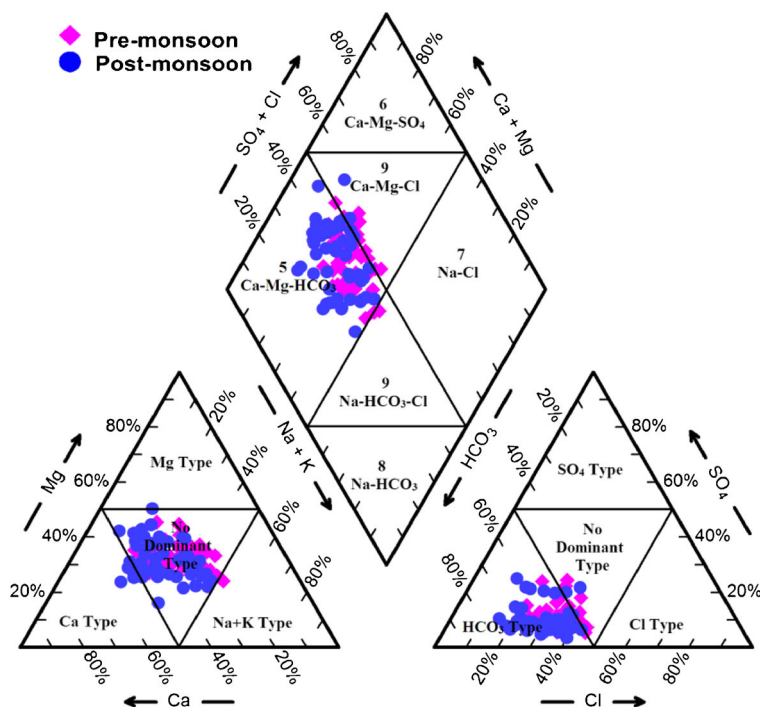 Pre-monsoon
Post-monsoon
80%
80%
60%
60%
SO₄ + Cl
Ca + Mg
6
Ca-Mg-SO₄
40%
40%
9
Ca-Mg-Cl
20%
20%
5
Ca-Mg-HCO₃
7
Na-Cl
9
Na-HCO₃-Cl
Na + K
HCO₃
8
Na-HCO₃
80%
60%
40%
20%
Mg
20%
40%
60%
80%
Mg Type
No
Dominant
Type
Ca Type
Na+K Type
80%
60%
40%
20%
Ca
20%
40%
60%
80%
SO₄
80%
60%
40%
20%
SO₄ Type
No
Dominant
Type
HCO₃ Type
Cl Type
20%
40%
60%
80%
Cl